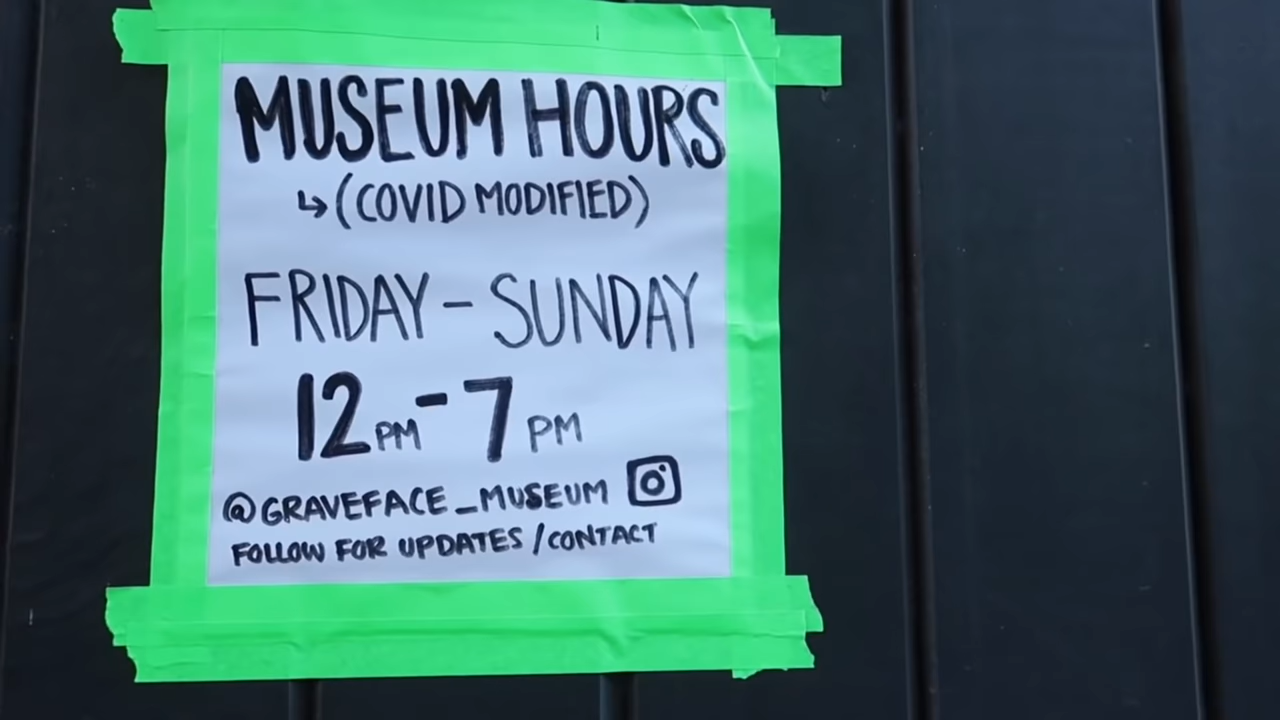 MUSEUM HOURS
↳(COVID MODIFIED)
FRIDAY - SUNDAY
12PM - 7PM
@GRAVEFACE_MUSEUM
FOLLOW FOR UPDATES / CONTACT